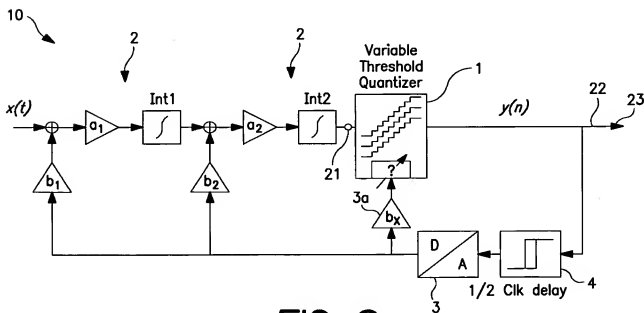 10
2
2
Variable
Threshold
Quantizer
1
x(t)
a1
Int1
a2
Int2
21
y(n)
22
23
b1
b2
?
3a
bx
D
A
3
1/2 Clk delay
4